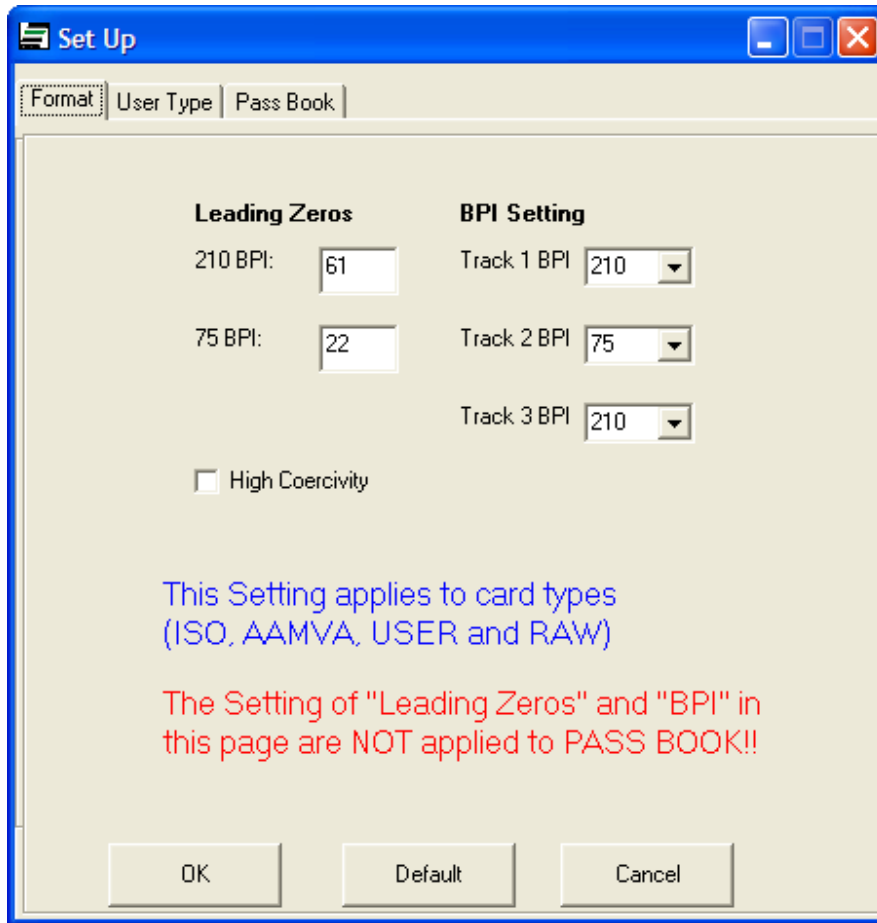 Set Up
Format User Type Pass Book
Leading Zeros BPI Setting
210 BPI: 61 Track 1 BPI 210
75 BPI: 22 Track 2 BPI 75
Track 3 BPI 210
High Coercivity
This Setting applies to card types
(ISO, AAMVA, USER and RAW)
The Setting of "Leading Zeros" and "BPI" in
this page are NOT applied to PASS BOOK!!
OK Default Cancel